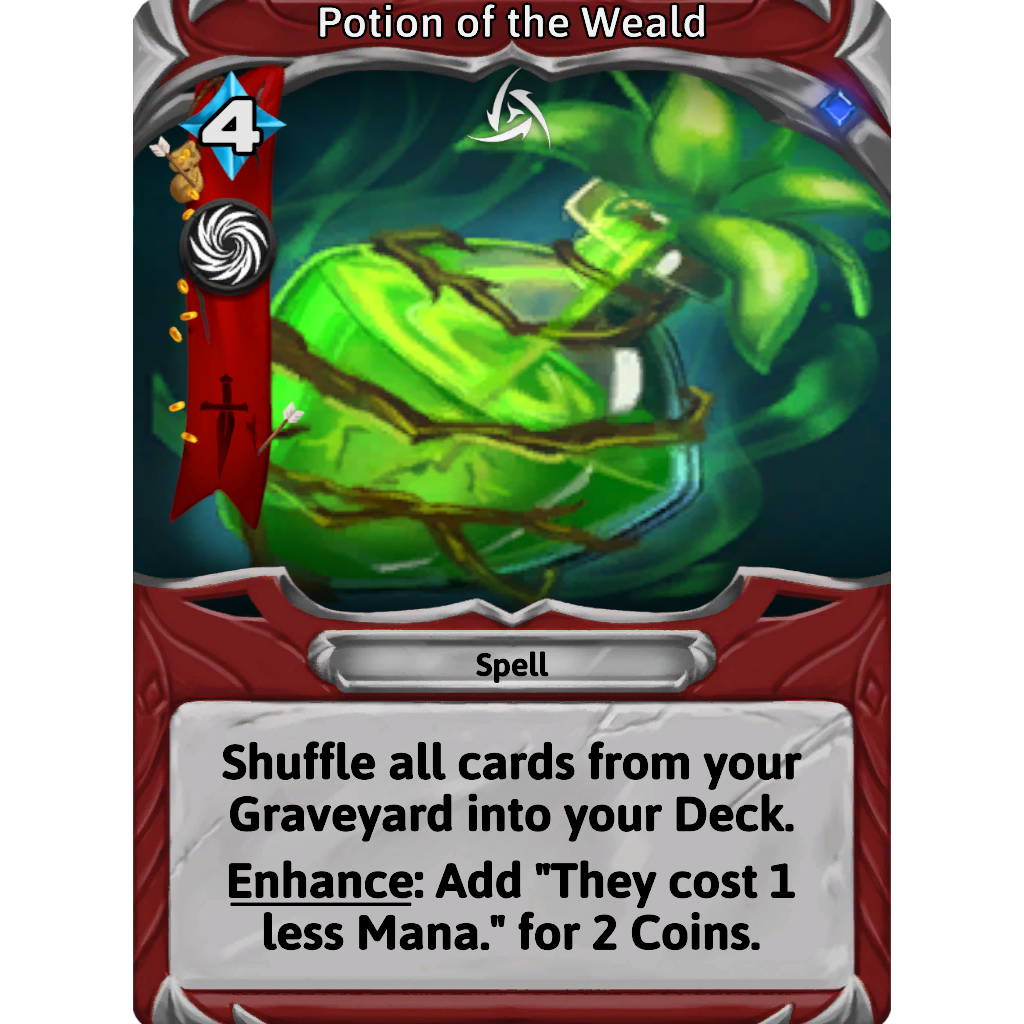 Potion of the Weald
4
Spell
Shuffle all cards from your
Graveyard into your Deck.
Enhance: Add "They cost 1
less Mana." for 2 Coins.